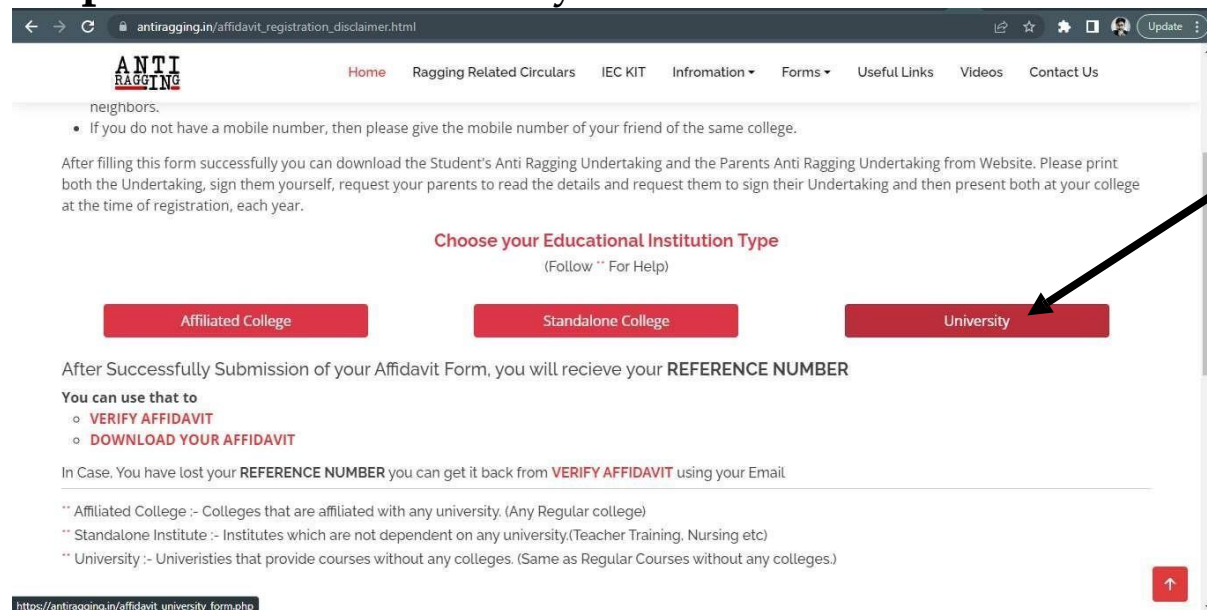 antiragging.in/affidavit_registration_disclaimer.html
Update
ANTI
RAGGING
Home Ragging Related Circulars IEC KIT Infromation Forms Useful Links Videos Contact Us
neighbors.
• If you do not have a mobile number, then please give the mobile number of your friend of the same college.
After filling this form successfully you can download the Student's Anti Ragging Undertaking and the Parents Anti Ragging Undertaking from Website. Please print
both the Undertaking, sign them yourself, request your parents to read the details and request them to sign their Undertaking and then present both at your college
at the time of registration, each year.
Choose your Educational Institution Type
(Follow ** For Help)
Affiliated College Standalone College University
After Successfully Submission of your Affidavit Form, you will recieve your REFERENCE NUMBER
You can use that to
VERIFY AFFIDAVIT
DOWNLOAD YOUR AFFIDAVIT
In Case. You have lost your REFERENCE NUMBER you can get it back from VERIFY AFFIDAVIT using your Email
** Affiliated College :- Colleges that are affiliated with any university. (Any Regular college)
** Standalone Institute :- Institutes which are not dependent on any university.(Teacher Training, Nursing etc)
** University :- Univeristies that provide courses without any colleges. (Same as Regular Courses without any colleges.)
https://antiragging.in/affidavit_university_form.php